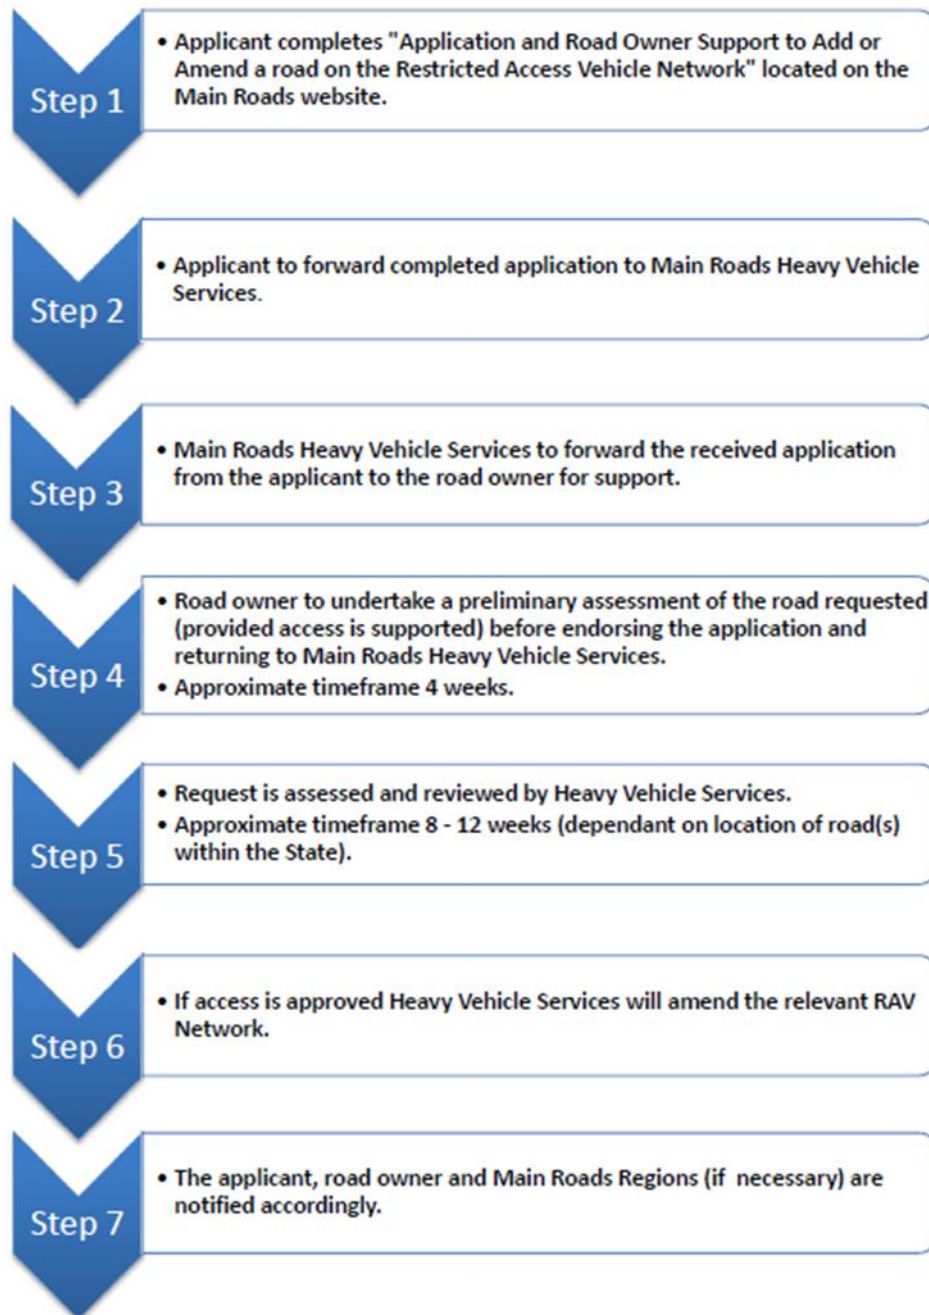 Step 1
• Applicant completes "Application and Road Owner Support to Add or
Amend a road on the Restricted Access Vehicle Network" located on the
Main Roads website.
Step 2
• Applicant to forward completed application to Main Roads Heavy Vehicle
Services.
Step 3
• Main Roads Heavy Vehicle Services to forward the received application
from the applicant to the road owner for support.
Step 4
• Road owner to undertake a preliminary assessment of the road requested
(provided access is supported) before endorsing the application and
returning to Main Roads Heavy Vehicle Services.
• Approximate timeframe 4 weeks.
Step 5
• Request is assessed and reviewed by Heavy Vehicle Services.
• Approximate timeframe 8 - 12 weeks (dependant on location of road(s)
within the State).
Step 6
• If access is approved Heavy Vehicle Services will amend the relevant RAV
Network.
Step 7
• The applicant, road owner and Main Roads Regions (if necessary) are
notified accordingly.